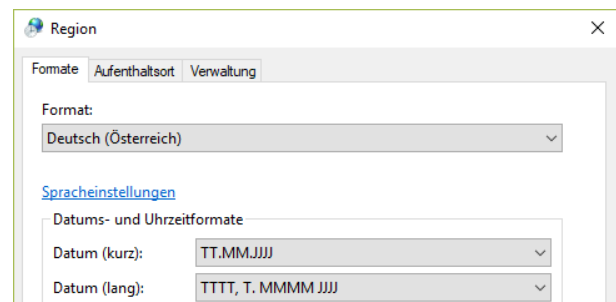 Region
Formate Aufenthaltsort Verwaltung
Format:
Deutsch (Österreich)
Spracheinstellungen
Datums- und Uhrzeitformate
Datum (kurz): TT.MM.JJJJ
Datum (lang): TTTT, T. MMMM JJJJ